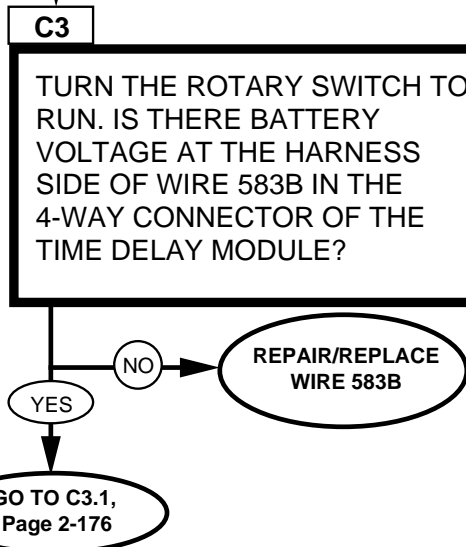 C3
TURN THE ROTARY SWITCH TO
RUN. IS THERE BATTERY
VOLTAGE AT THE HARNESS
SIDE OF WIRE 583B IN THE
4-WAY CONNECTOR OF THE
TIME DELAY MODULE?
NO
REPAIR/REPLACE
WIRE 583B
YES
GO TO C3.1,
Page 2-176